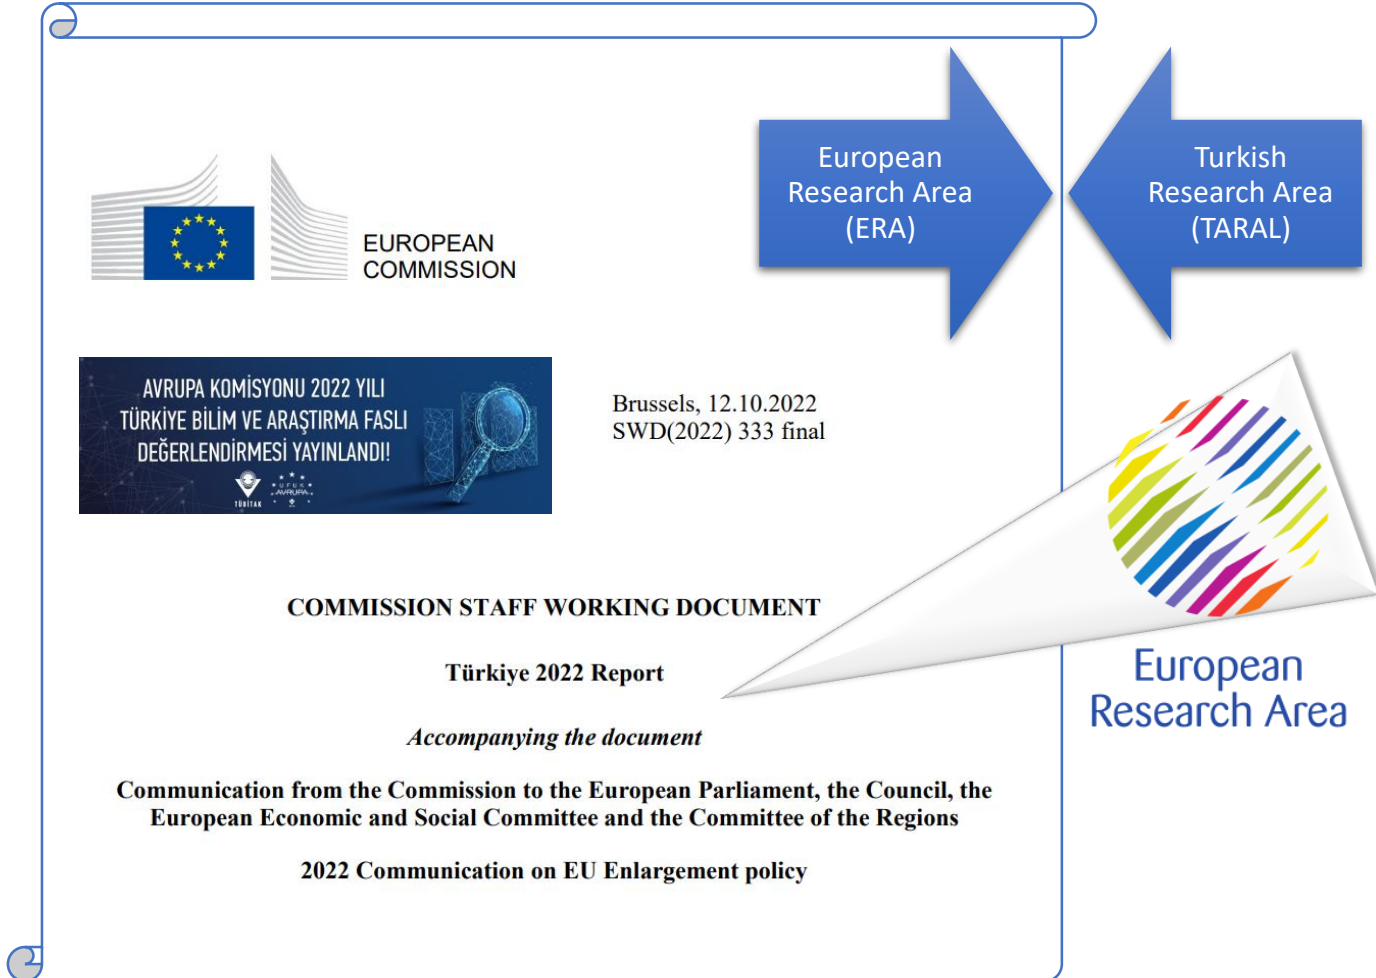 European
Research Area
(ERA)
Turkish
Research Area
(TARAL)
EUROPEAN
COMMISSION
AVRUPA KOMİSYONU 2022 YILI
TÜRKİYE BİLİM VE ARAŞTIRMA FASLI
DEĞERLENDİRMESİ YAYINLANDI!
TÜBİTAK
UFUK
AVRUPA
Brussels, 12.10.2022
SWD(2022) 333 final
COMMISSION STAFF WORKING DOCUMENT
Türkiye 2022 Report
Accompanying the document
Communication from the Commission to the European Parliament, the Council, the
European Economic and Social Committee and the Committee of the Regions
2022 Communication on EU Enlargement policy
European
Research Area